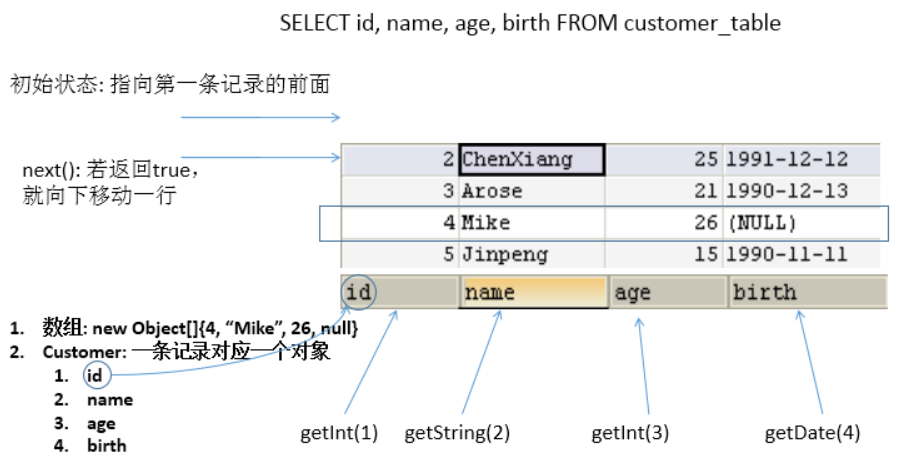 SELECT id, name, age, birth FROM customer_table
初始状态: 指向第一条记录的前面
next(): 若返回true，
就向下移动一行
2 ChenXiang 25 1991-12-12
3 Arose 21 1990-12-13
4 Mike 26 (NULL)
5 Jinpeng 15 1990-11-11
id name age birth
1. 数组: new Object[]{4, “Mike”, 26, null}
2. Customer: 一条记录对应一个对象
1. id
2. name
3. age
4. birth
getInt(1) getString(2) getInt(3) getDate(4)